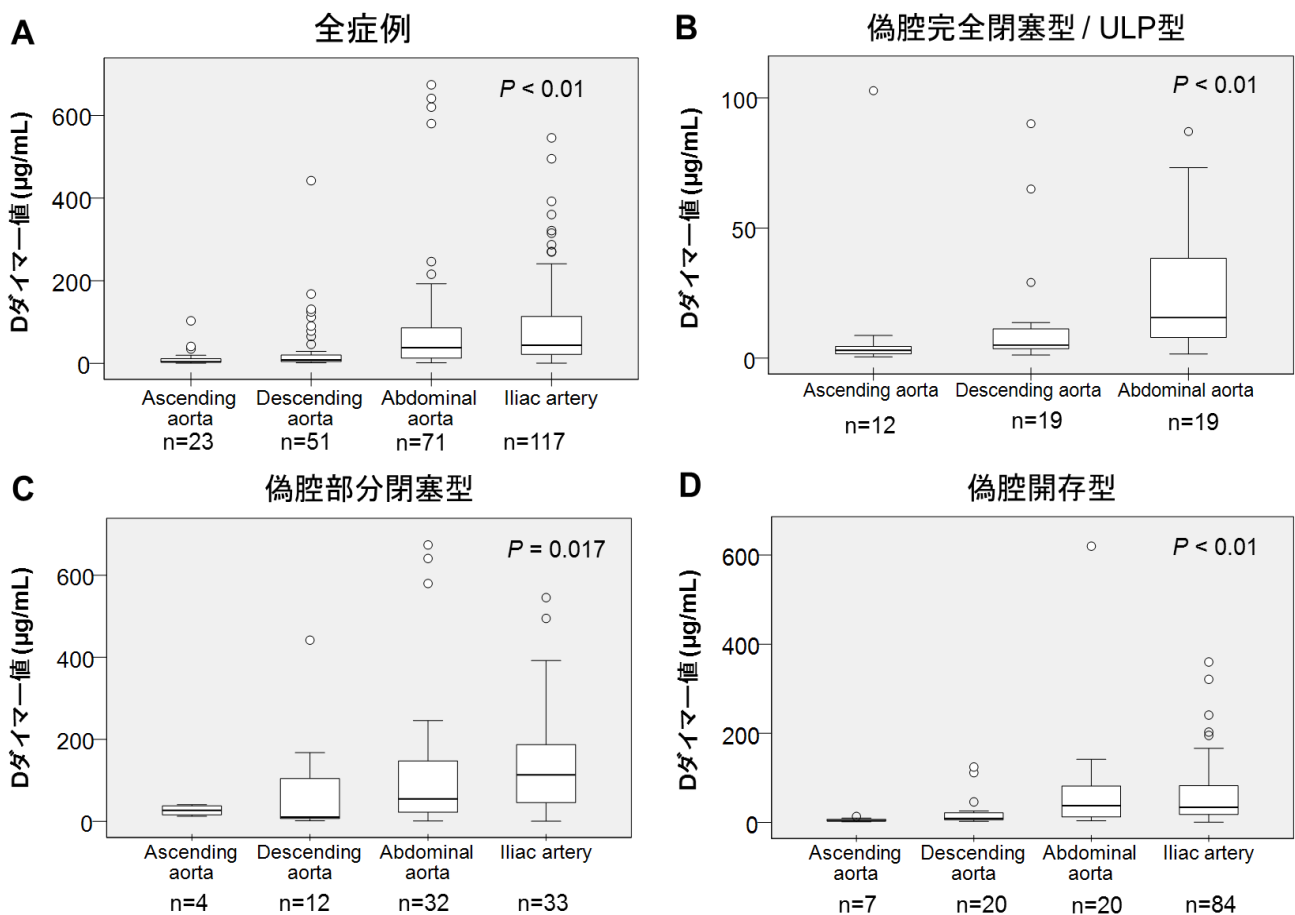 A
全症例
P < 0.01
Dダイマー値 (µg/mL)
600
400
200
0
Ascending aorta
Descending aorta
Abdominal aorta
Iliac artery
n=23
n=51
n=71
n=117
B
偽腔完全閉塞型 / ULP型
P < 0.01
Dダイマー値 (µg/mL)
100
50
0
Ascending aorta
Descending aorta
Abdominal aorta
n=12
n=19
n=19
C
偽腔部分閉塞型
P = 0.017
Dダイマー値 (µg/mL)
600
400
200
0
Ascending aorta
Descending aorta
Abdominal aorta
Iliac artery
n=4
n=12
n=32
n=33
D
偽腔開存型
P < 0.01
Dダイマー値 (µg/mL)
600
400
200
0
Ascending aorta
Descending aorta
Abdominal aorta
Iliac artery
n=7
n=20
n=20
n=84